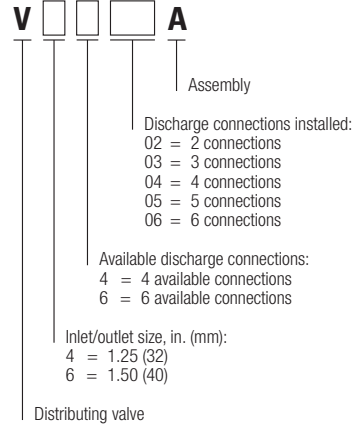 V A
Assembly
Discharge connections installed:
02 = 2 connections
03 = 3 connections
04 = 4 connections
05 = 5 connections
06 = 6 connections
Available discharge connections:
4 = 4 available connections
6 = 6 available connections
Inlet/outlet size, in. (mm):
4 = 1.25 (32)
6 = 1.50 (40)
Distributing valve